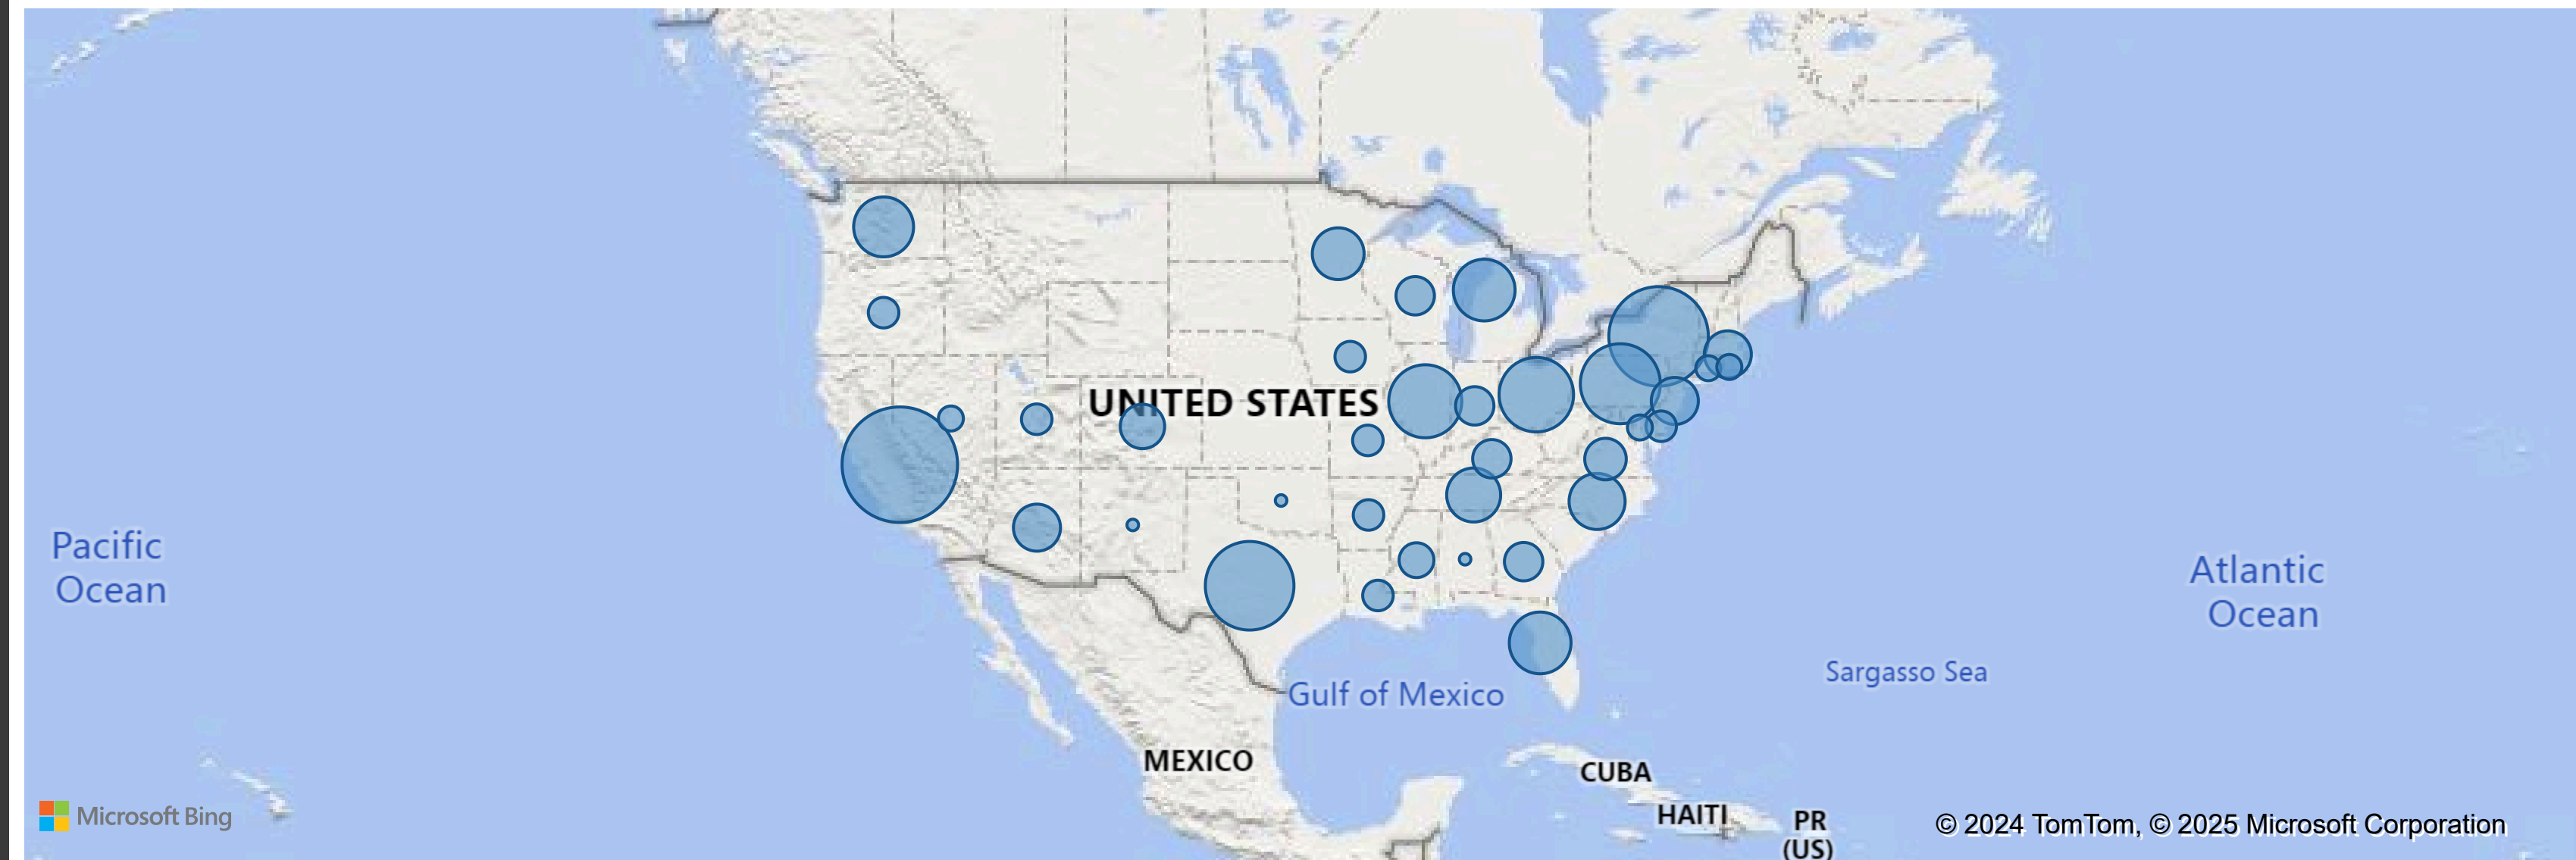 UNITED STATES
Pacific
Ocean
Atlantic
Ocean
Sargasso Sea
Gulf of Mexico
MEXICO
CUBA
HAITI
PR
(US)
Microsoft Bing
© 2024 TomTom, © 2025 Microsoft Corporation